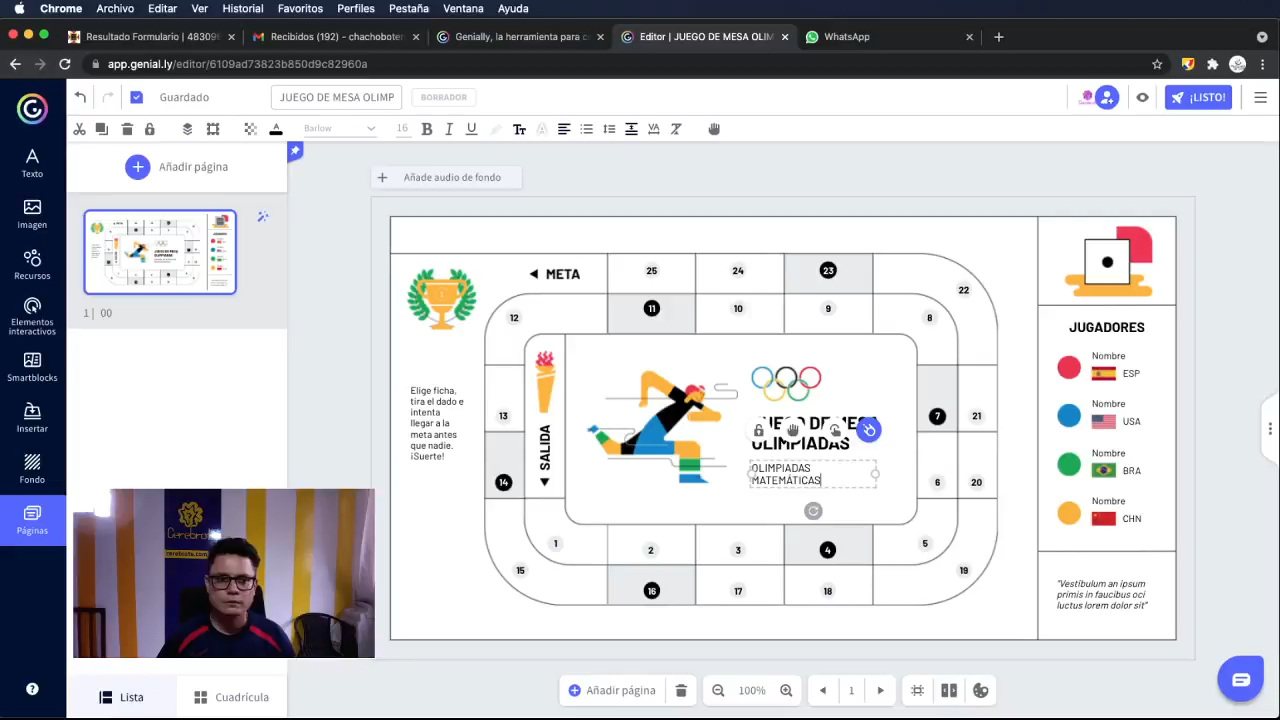 Chrome Archivo Editar Ver Historial Favoritos Perfiles Pestaña Ventana Ayuda
Resultado Formulario | 48309
Recibidos (192) - chachoboter
Genially, la herramienta para c
Editor | JUEGO DE MESA OLIM
WhatsApp
app.genial.ly/editor/6109ad73823b850d9c82960a
Guardado
JUEGO DE MESA OLIMP
BORRADOR
¡LISTO!
Barlow
16
Añadir página
Añade audio de fondo
Texto
Imagen
Recursos
Elementos
interactivos
Smartblocks
Insertar
Fondo
Páginas
1 | 00
META
25
24
23
22
11
10
9
8
12
Elige ficha,
tira el dado e
intenta
llegar a la
meta antes
que nadie.
¡Suerte!
13
14
SALIDA
JUEGO DE MESA
OLIMPIADAS
OLIMPIADAS
MATEMÁTICAS
7
21
6
20
1
2
3
4
5
15
16
17
18
19
JUGADORES
Nombre
ESP
Nombre
USA
Nombre
BRA
Nombre
CHN
"Vestibulum an ipsum
primis in faucibus oci
luctus lorem dolor sit"
Cerebrate
cerebrate.com
Lista
Cuadrícula
Añadir página
100%
1